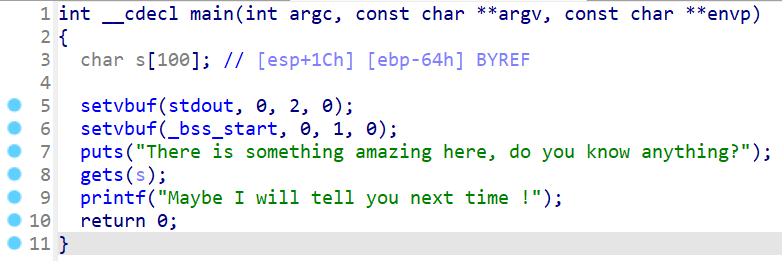 1 int __cdecl main(int argc, const char **argv, const char **envp)
2 {
3 char s[100]; // [esp+1Ch] [ebp-64h] BYREF
4
5 setvbuf(stdout, 0, 2, 0);
6 setvbuf(_bss_start, 0, 1, 0);
7 puts("There is something amazing here, do you know anything?");
8 gets(s);
9 printf("Maybe I will tell you next time !");
10 return 0;
11 }